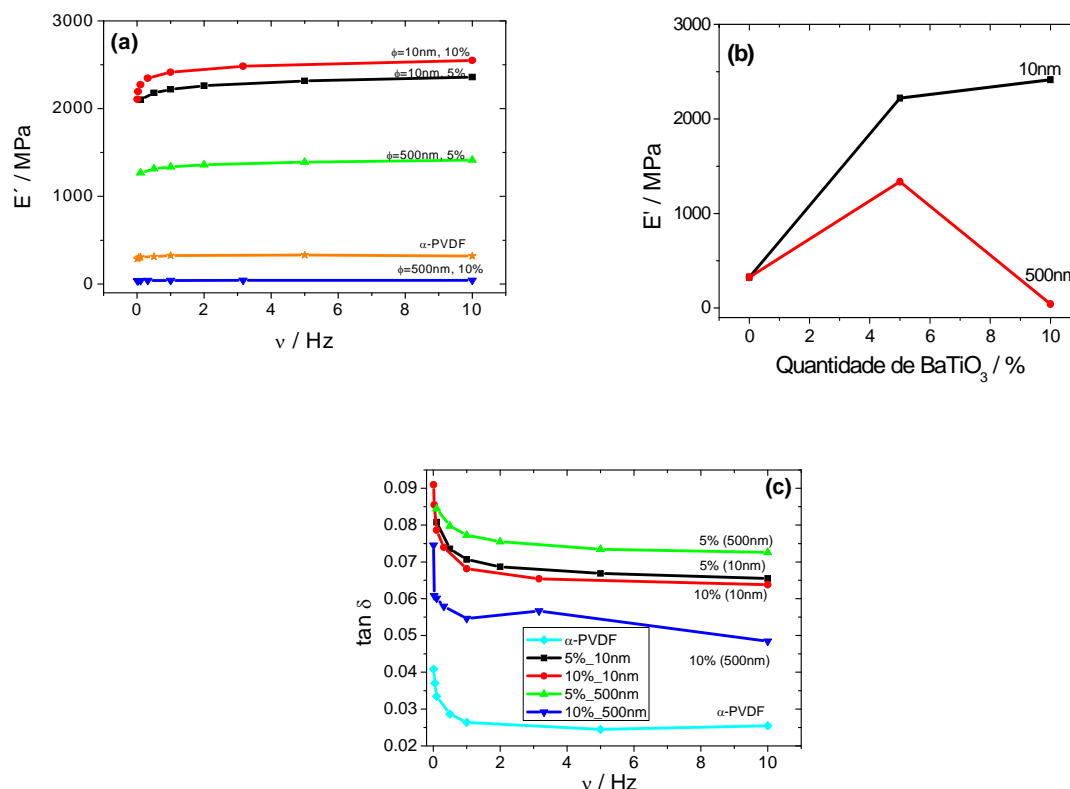 (a)
3000
2000
1000
0
E´ / MPa
ϕ=10nm, 10%
ϕ=10nm, 5%
ϕ=500nm, 5%
α-PVDF
ϕ=500nm, 10%
0 2 4 6 8 10
ν / Hz
(b)
3000
2000
1000
0
E' / MPa
10nm
500nm
0 2 4 6 8 10
Quantidade de BaTiO₃ / %
(c)
0.09
0.08
0.07
0.06
0.05
0.04
0.03
0.02
tan δ
5% (500nm)
5% (10nm)
10% (10nm)
10% (500nm)
α-PVDF
α-PVDF
5%_10nm
10%_10nm
5%_500nm
10%_500nm
0 2 4 6 8 10
ν / Hz